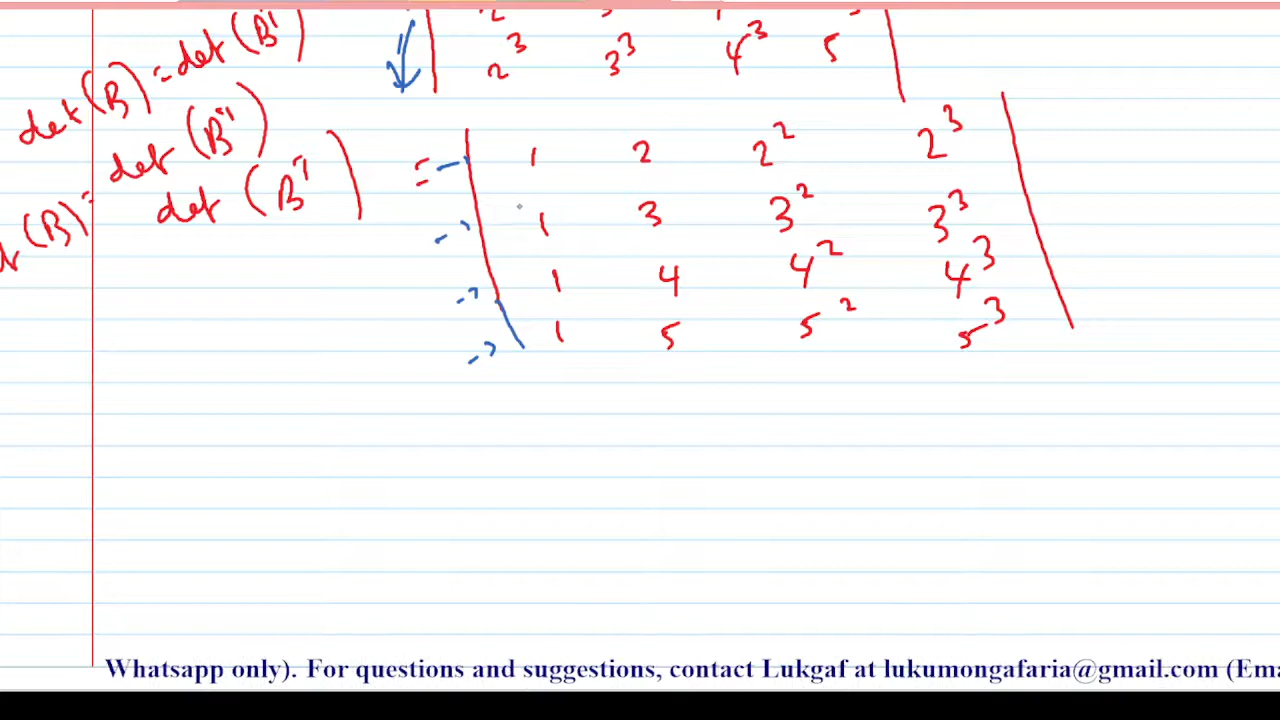 2³ 3³ 4³ 5
det(B) = det(B'')
det(B'')
det(B'')
(B) =
= | 1 2 2² 2³ |
1 3 3² 3³
1 4 4² 4³
1 5 5² 5³
Whatsapp only). For questions and suggestions, contact Lukgaf at lukumongafaria@gmail.com (Ema